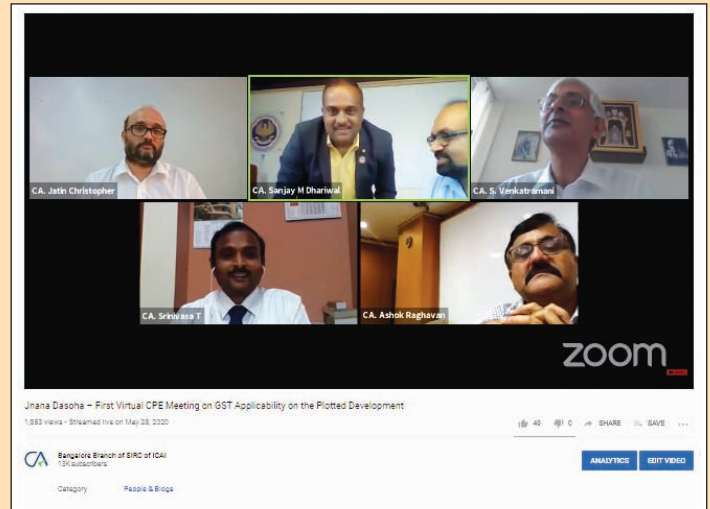 CA. Jatin Christopher
CA. Sanjay M Dhariwal
CA. S. Venkatramani
CA. Srinivasa T
CA. Ashok Raghavan
zoom
Jnana Dasoha – First Virtual CPE Meeting on GST Applicability on the Plotted Development
1,883 views - Streamed live on May 28, 2020
40 0 SHARE SAVE ...
CA
Bangalore Branch of SIRC of ICAI
13K subscribers
ANALYTICS EDIT VIDEO
Category People & Blogs